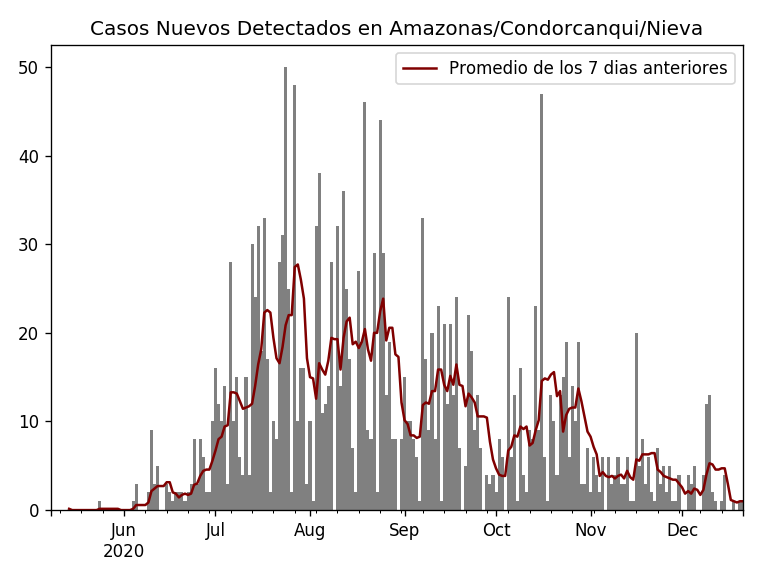 Casos Nuevos Detectados en Amazonas/Condorcanqui/Nieva
Promedio de los 7 dias anteriores
50
40
30
20
10
0
Jun Jul Aug Sep Oct Nov Dec
2020